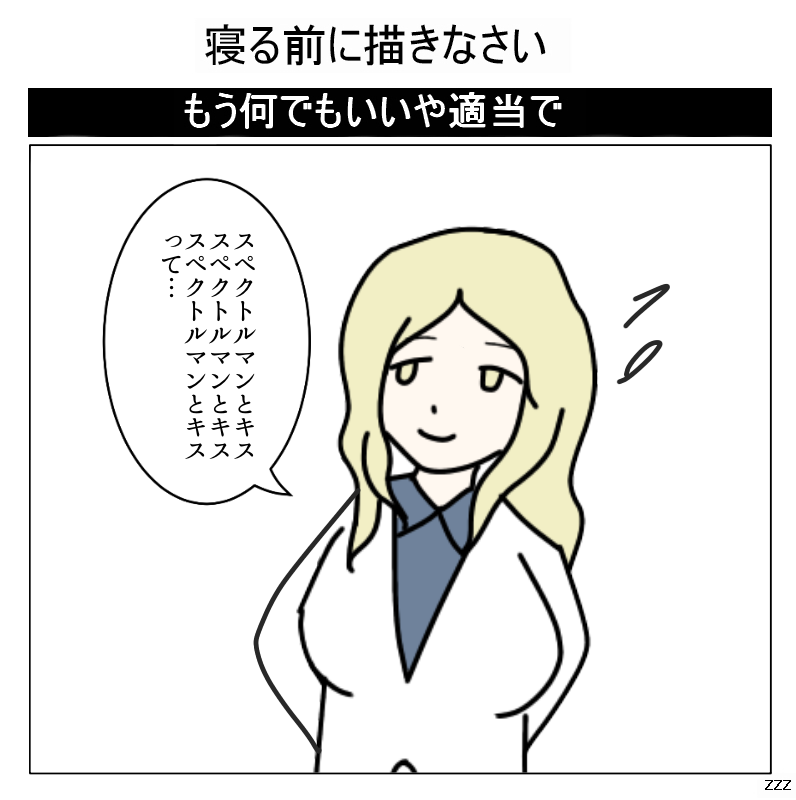 寝る前に描きなさい
もう何でもいいや適当で
スペクトルマンとキス
スペクトルマンとキス
スペクトルマンとキス
って…
zzz